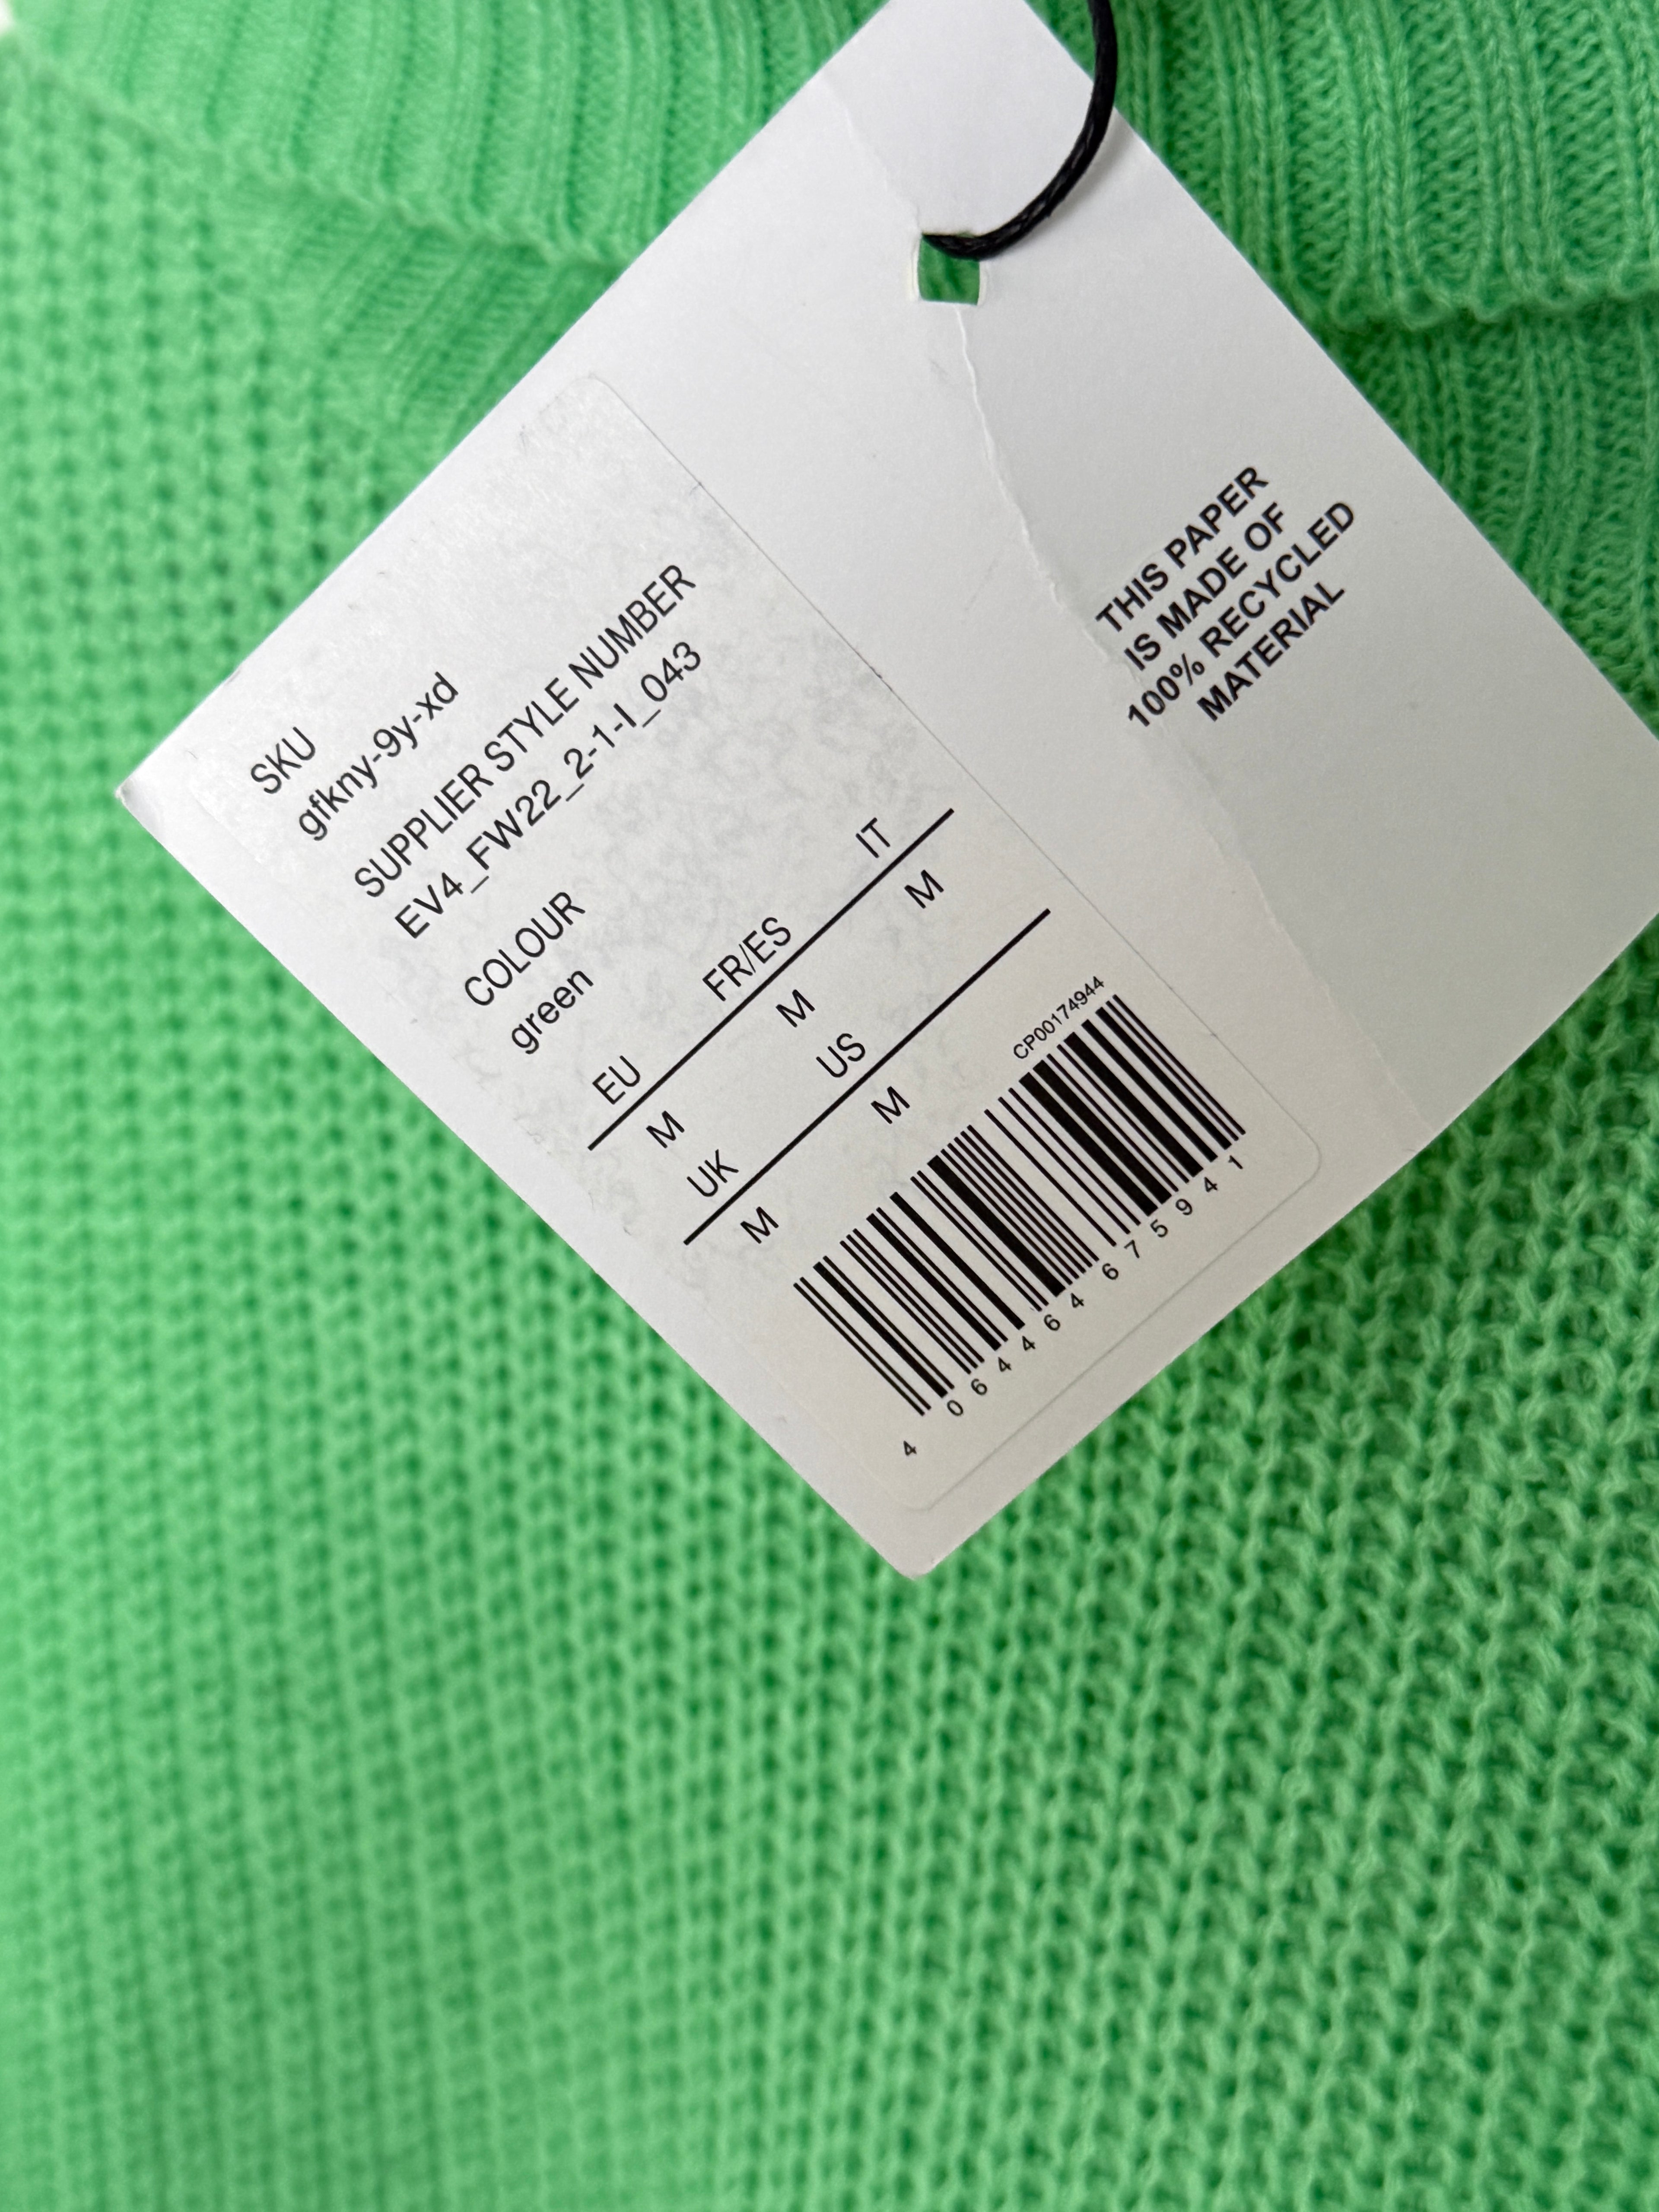 SKU
gfkny-9y-xd
SUPPLIER STYLE NUMBER
EV4_FW22_2-1-I_043
COLOUR
green
EU FR/ES IT
M M M
UK US
M M
CP00174944
4 064464 675941
THIS PAPER
IS MADE OF
100% RECYCLED
MATERIAL